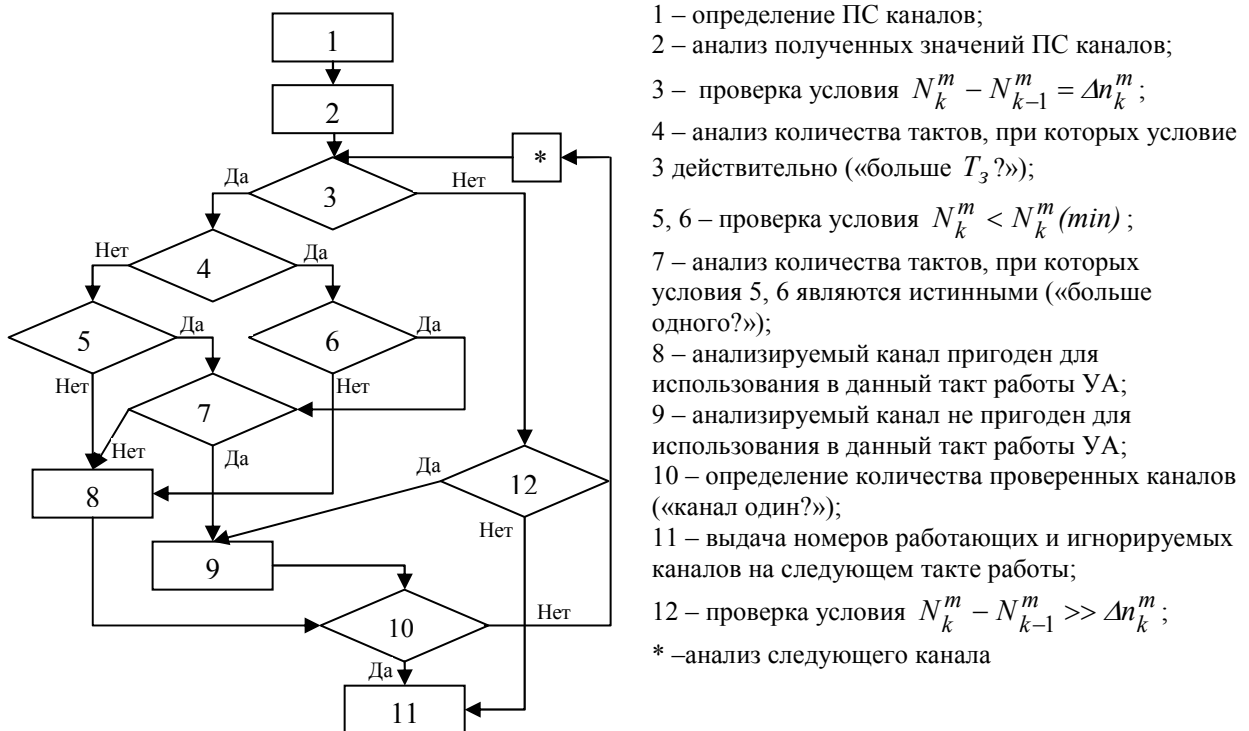 1
2
*
Да
Нет
3
Нет
Да
4
5
Да
6
Да
Нет
Нет
7
Нет
Да
Да
8
12
Нет
9
Нет
10
Да
11
1 – определение ПС каналов;
2 – анализ полученных значений ПС каналов;
3 – проверка условия $N_k^m - N_{k-1}^m = \Delta n_k^m$;
4 – анализ количества тактов, при которых условие
3 действительно («больше $T_з$?»);
5, 6 – проверка условия $N_k^m < N_k^m(min)$;
7 – анализ количества тактов, при которых
условия 5, 6 являются истинными («больше
одного?»);
8 – анализируемый канал пригоден для
использования в данный такт работы УА;
9 – анализируемый канал не пригоден для
использования в данный такт работы УА;
10 – определение количества проверенных каналов
(«канал один?»);
11 – выдача номеров работающих и игнорируемых
каналов на следующем такте работы;
12 – проверка условия $N_k^m - N_{k-1}^m >> \Delta n_k^m$;
* –анализ следующего канала